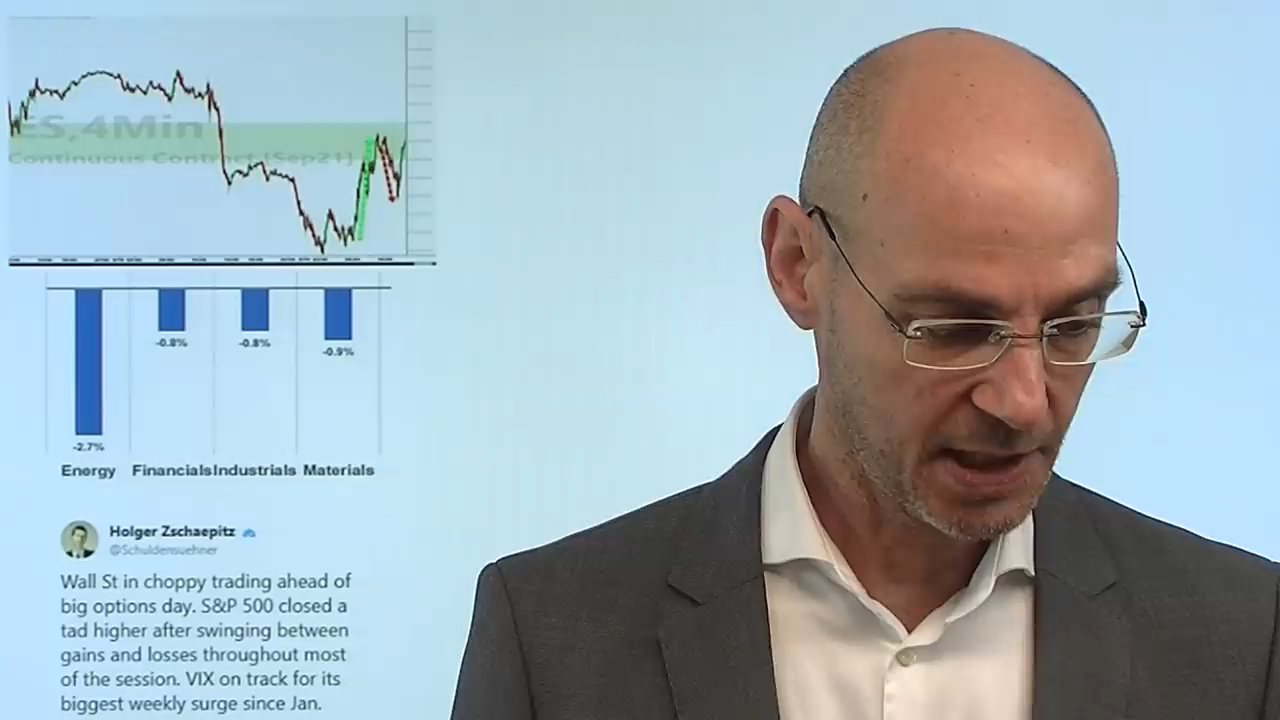 ES,4Min
Continuous Contract [Sep21]
-0.8%
-0.8%
-0.9%
-2.7%
Energy
Financials
Industrials
Materials
Holger Zschaepitz
@Schuldensuehner
Wall St in choppy trading ahead of
big options day. S&P 500 closed a
tad higher after swinging between
gains and losses throughout most
of the session. VIX on track for its
biggest weekly surge since Jan.